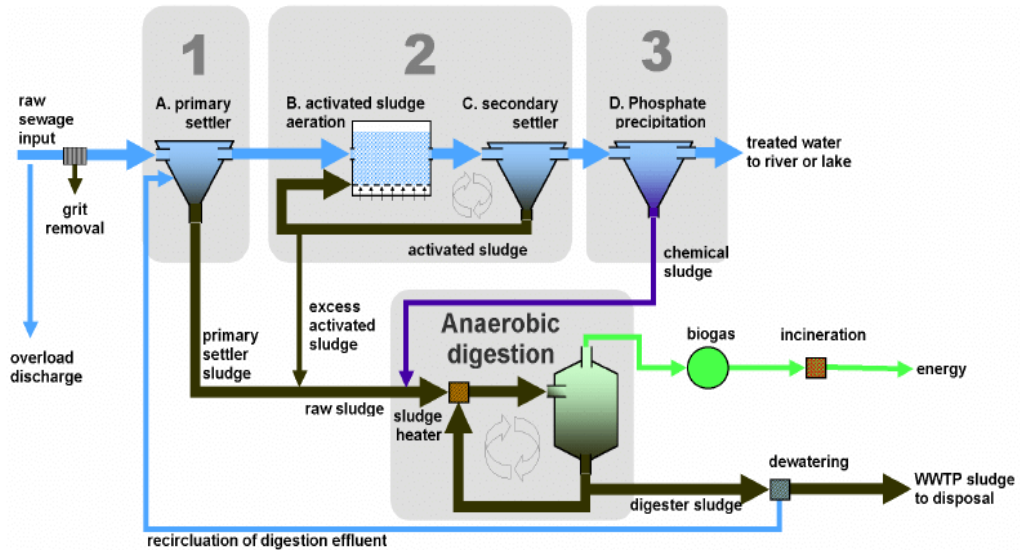 1
2
3
raw
sewage
input
A. primary
settler
B. activated sludge
aeration
C. secondary
settler
D. Phosphate
precipitation
treated water
to river or lake
grit
removal
activated sludge
chemical
sludge
overload
discharge
primary
settler
sludge
excess
activated
sludge
Anaerobic
digestion
biogas
incineration
energy
raw sludge
sludge
heater
dewatering
digester sludge
WWTP sludge
to disposal
recircluation of digestion effluent